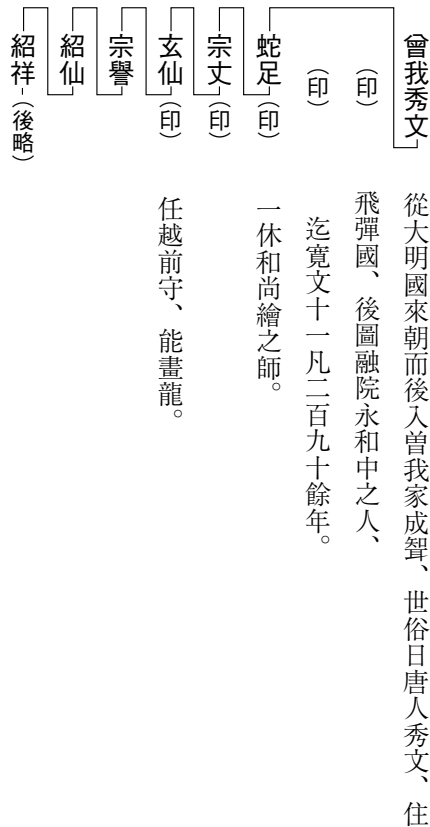 曾我秀文 從大明國來朝而後入曽我家成聟、世俗日唐人秀文、住
（印） 飛彈國、後圖融院永和中之人、
（印） 迄寛文十一凡二百九十餘年。
蛇足（印） 一休和尚繪之師。
宗丈（印）
玄仙（印） 任越前守、能畫龍。
宗譽
紹仙
紹祥-（後略）